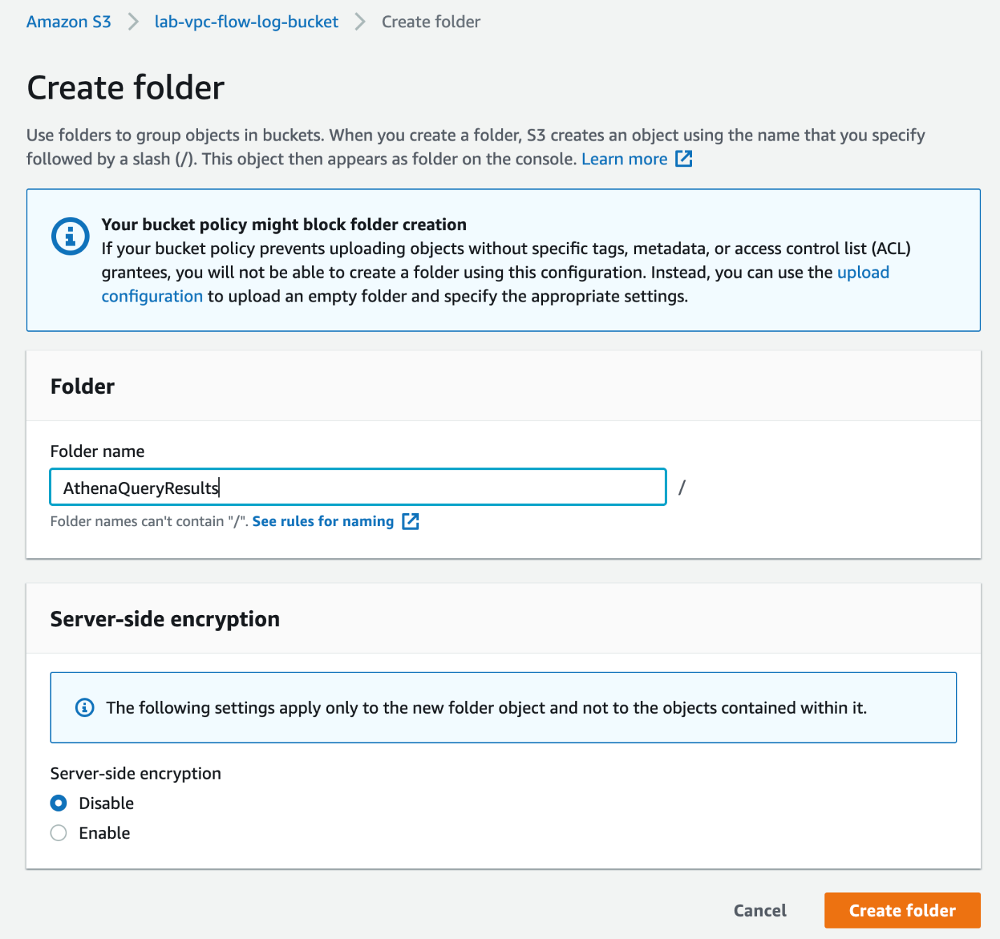 Amazon S3 > lab-vpc-flow-log-bucket > Create folder
Create folder
Use folders to group objects in buckets. When you create a folder, S3 creates an object using the name that you specify
followed by a slash (/). This object then appears as folder on the console. Learn more
Your bucket policy might block folder creation
If your bucket policy prevents uploading objects without specific tags, metadata, or access control list (ACL)
grantees, you will not be able to create a folder using this configuration. Instead, you can use the upload
configuration to upload an empty folder and specify the appropriate settings.
Folder
Folder name
AthenaQueryResults /
Folder names can't contain "/". See rules for naming
Server-side encryption
The following settings apply only to the new folder object and not to the objects contained within it.
Server-side encryption
Disable
Enable
Cancel Create folder